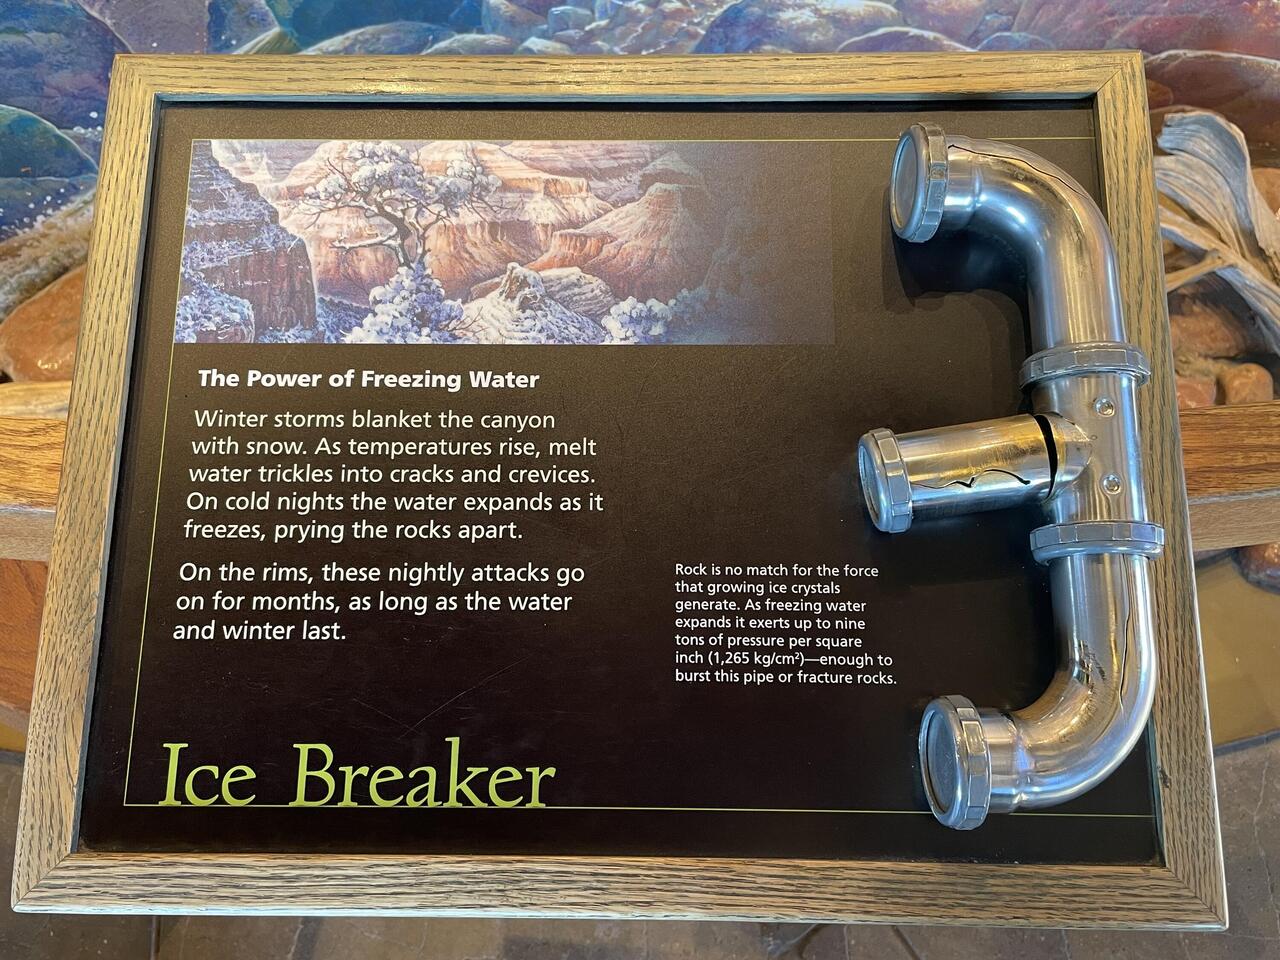 The Power of Freezing Water
Winter storms blanket the canyon
with snow. As temperatures rise, melt
water trickles into cracks and crevices.
On cold nights the water expands as it
freezes, prying the rocks apart.
On the rims, these nightly attacks go
on for months, as long as the water
and winter last.
Rock is no match for the force
that growing ice crystals
generate. As freezing water
expands it exerts up to nine
tons of pressure per square
inch (1,265 kg/cm²)—enough to
burst this pipe or fracture rocks.
Ice Breaker